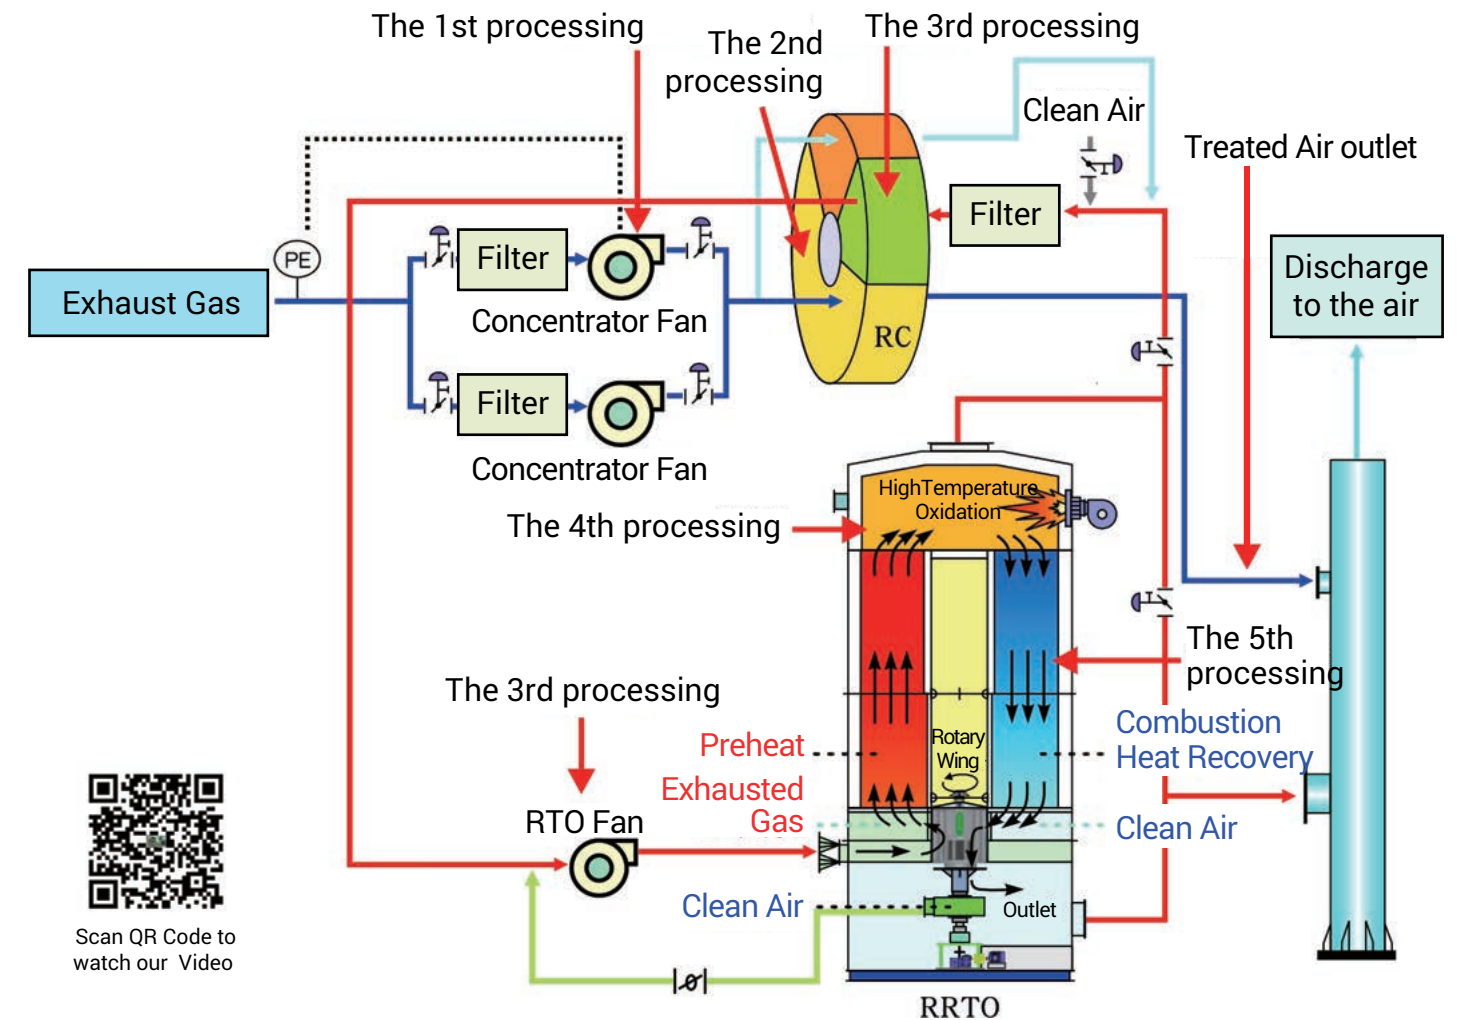 The 1st processing
The 2nd
processing
The 3rd processing
Clean Air
Treated Air outlet
PE
Filter
Filter
Exhaust Gas
Discharge
to the air
Concentrator Fan
RC
Filter
Concentrator Fan
HighTemperature
Oxidation
The 4th processing
The 5th
processing
The 3rd processing
Preheat
Rotary
Wing
Combustion
Heat Recovery
Exhausted
Gas
RTO Fan
Clean Air
Clean Air
Outlet
Scan QR Code to
watch our Video
RRTO